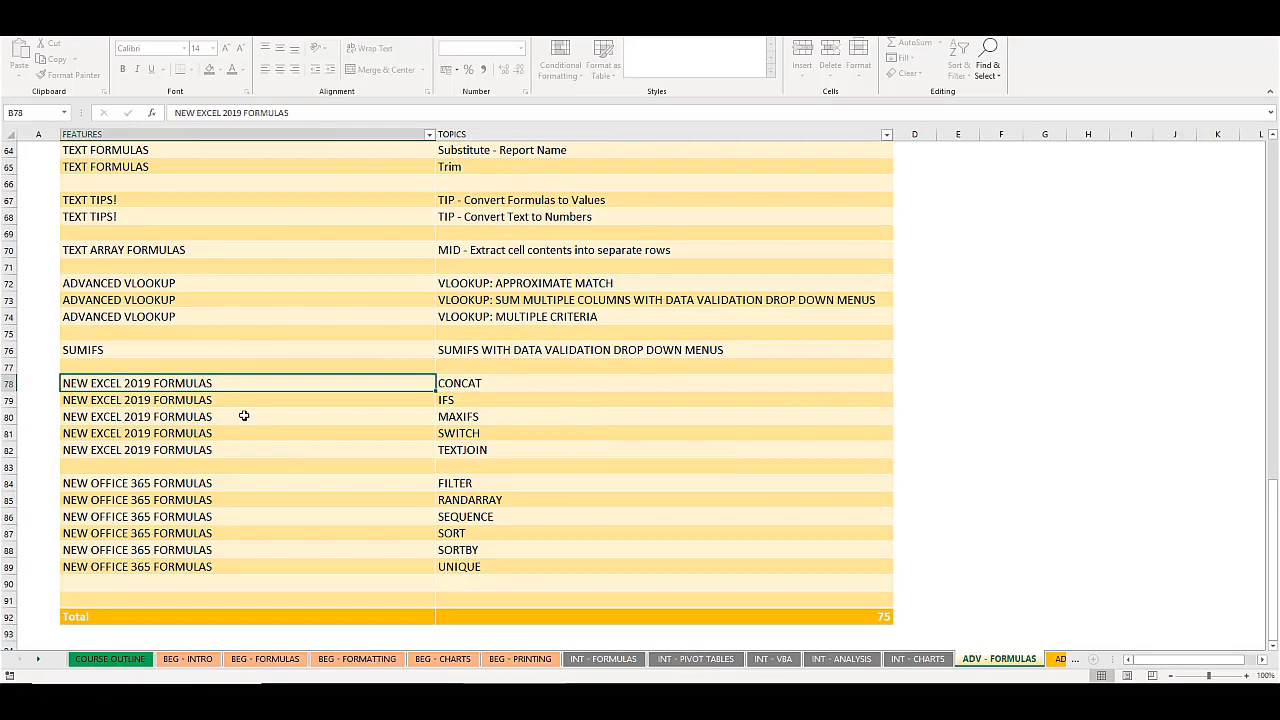 Cut
Copy
Paste
Format Painter
Clipboard
Calibri 14
B I U
Font
Wrap Text
Merge & Center
Alignment
Number
Conditional Formatting
Format as Table
Styles
Insert Delete Format
Cells
AutoSum
Fill
Clear
Sort & Filter
Find & Select
Editing
B78 fx NEW EXCEL 2019 FORMULAS
A FEATURES TOPICS D E F G H I J K L
64 TEXT FORMULAS Substitute - Report Name
65 TEXT FORMULAS Trim
66
67 TEXT TIPS! TIP - Convert Formulas to Values
68 TEXT TIPS! TIP - Convert Text to Numbers
69
70 TEXT ARRAY FORMULAS MID - Extract cell contents into separate rows
71
72 ADVANCED VLOOKUP VLOOKUP: APPROXIMATE MATCH
73 ADVANCED VLOOKUP VLOOKUP: SUM MULTIPLE COLUMNS WITH DATA VALIDATION DROP DOWN MENUS
74 ADVANCED VLOOKUP VLOOKUP: MULTIPLE CRITERIA
75
76 SUMIFS SUMIFS WITH DATA VALIDATION DROP DOWN MENUS
77
78 NEW EXCEL 2019 FORMULAS CONCAT
79 NEW EXCEL 2019 FORMULAS IFS
80 NEW EXCEL 2019 FORMULAS MAXIFS
81 NEW EXCEL 2019 FORMULAS SWITCH
82 NEW EXCEL 2019 FORMULAS TEXTJOIN
83
84 NEW OFFICE 365 FORMULAS FILTER
85 NEW OFFICE 365 FORMULAS RANDARRAY
86 NEW OFFICE 365 FORMULAS SEQUENCE
87 NEW OFFICE 365 FORMULAS SORT
88 NEW OFFICE 365 FORMULAS SORTBY
89 NEW OFFICE 365 FORMULAS UNIQUE
90
91
92 Total 75
93
COURSE OUTLINE BEG - INTRO BEG - FORMULAS BEG - FORMATTING BEG - CHARTS BEG - PRINTING INT - FORMULAS INT - PIVOT TABLES INT - VBA INT - ANALYSIS INT - CHARTS ADV - FORMULAS AD ...
100%